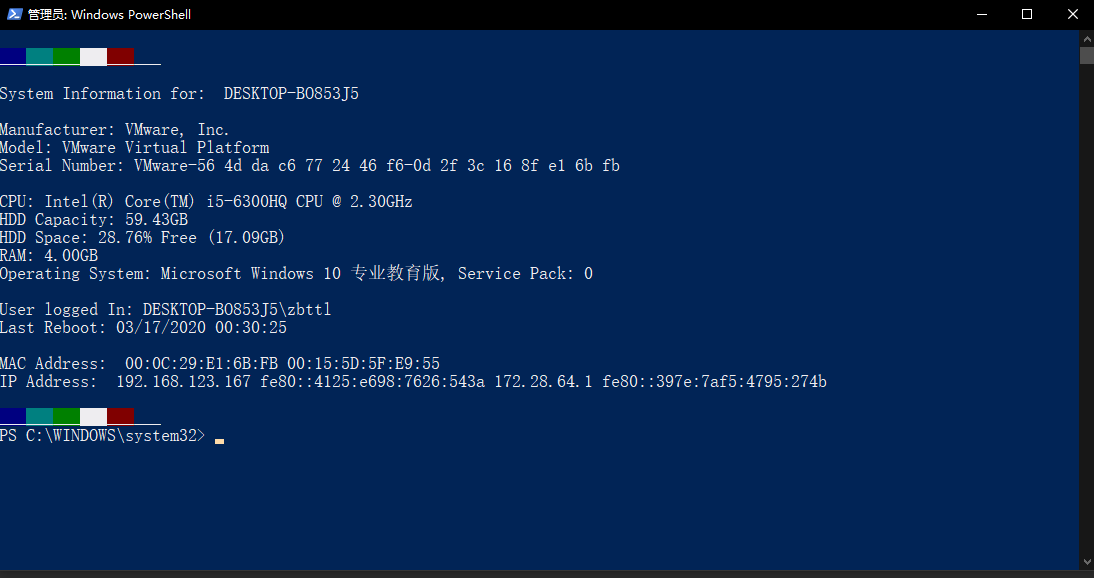 管理员: Windows PowerShell
System Information for:  DESKTOP-BO853J5
Manufacturer: VMware, Inc.
Model: VMware Virtual Platform
Serial Number: VMware-56 4d da c6 77 24 46 f6-0d 2f 3c 16 8f e1 6b fb
CPU: Intel(R) Core(TM) i5-6300HQ CPU @ 2.30GHz
HDD Capacity: 59.43GB
HDD Space: 28.76% Free (17.09GB)
RAM: 4.00GB
Operating System: Microsoft Windows 10 专业教育版, Service Pack: 0
User logged In: DESKTOP-BO853J5\zbttl
Last Reboot: 03/17/2020 00:30:25
MAC Address:  00:0C:29:E1:6B:FB 00:15:5D:5F:E9:55
IP Address:  192.168.123.167 fe80::4125:e698:7626:543a 172.28.64.1 fe80::397e:7af5:4795:274b
PS C:\WINDOWS\system32>